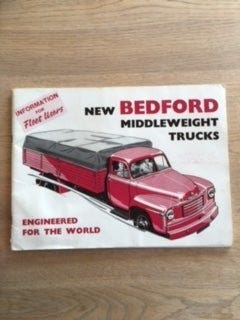 INFORMATION
FOR
Fleet Users
NEW BEDFORD
MIDDLEWEIGHT
TRUCKS
ENGINEERED
FOR THE WORLD